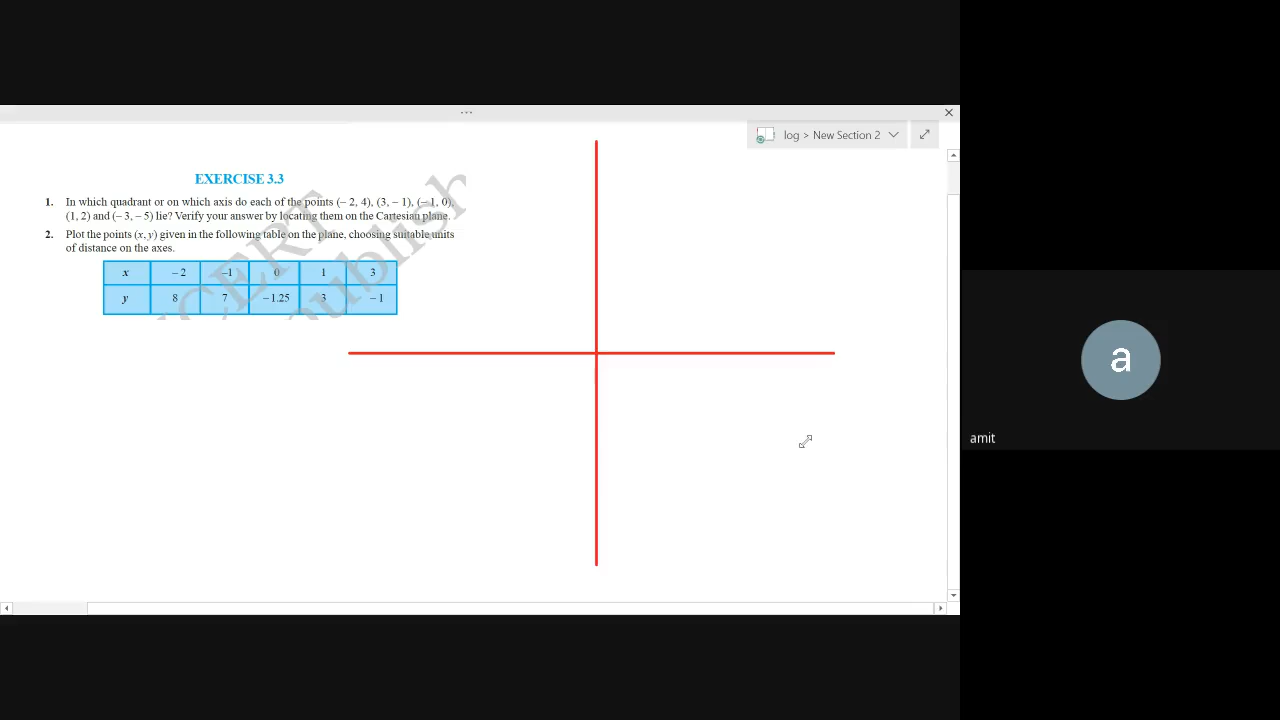 ...
log > New Section 2
EXERCISE 3.3
1. In which quadrant or on which axis do each of the points (– 2, 4), (3, – 1), (– 1, 0),
(1, 2) and (– 3, – 5) lie? Verify your answer by locating them on the Cartesian plane.
2. Plot the points (x, y) given in the following table on the plane, choosing suitable units
of distance on the axes.
x – 2 –1 0 1 3
y 8 7 – 1.25 3 – 1
a
amit